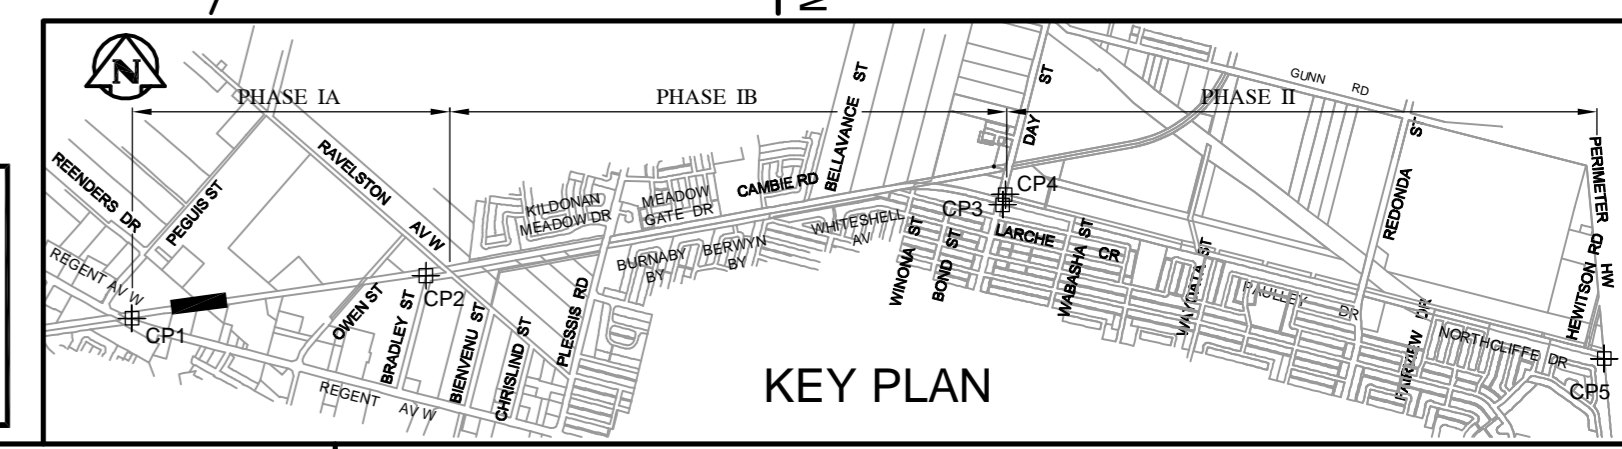 N
PHASE IA
PHASE IB
PHASE II
GUNN RD
REENDERS DR
PEGUIS ST
RAVELSTON AV W
REGENT AV W
KILDONAN
MEADOW DR
MEADOW
GATE DR
CAMBIE RD
BELLAVANCE ST
DAY ST
REDONDA ST
PERIMETER HW
HEWITSON RD
CP1
CP2
CP3
CP4
CP5
OWEN ST
BRADLEY ST
BIENVENU ST
CHRISLIND ST
PLESSIS RD
BURNABY
BY
BERWYN
BY
WHITESHELL
AV
WINONA ST
BOND ST
LARCHE CR
WABASHA ST
PAULLEY DR
NORTHCLIFFE DR
REGENT AV W
KEY PLAN